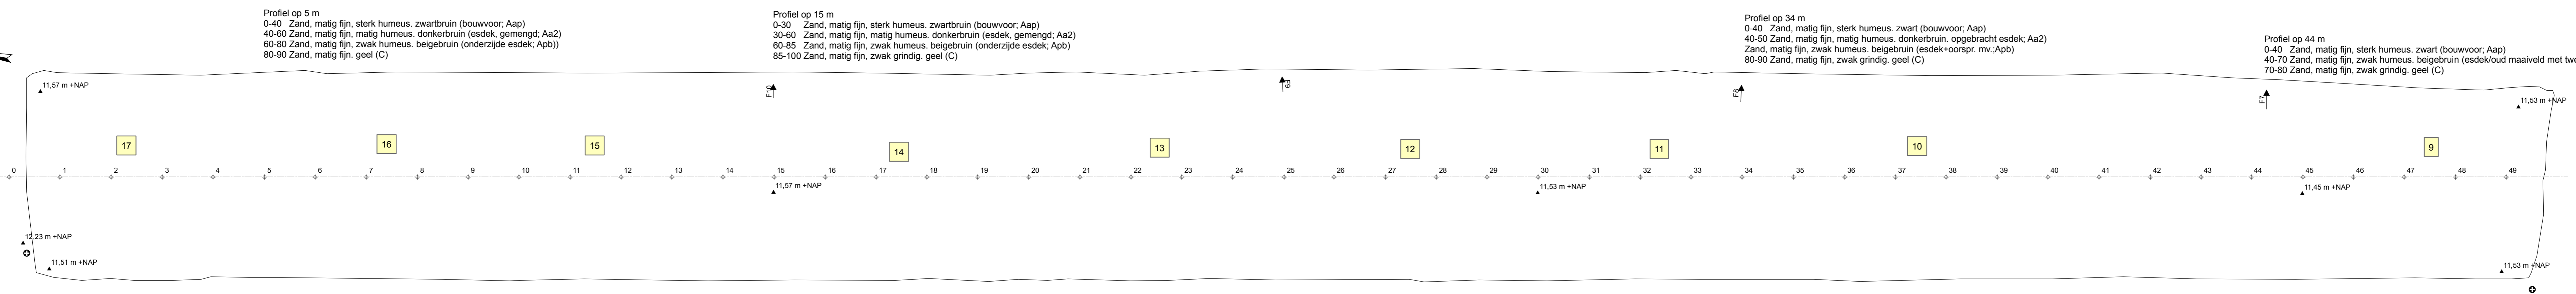 Profiel op 5 m
0-40 Zand, matig fijn, sterk humeus. zwartbruin (bouwvoor; Aap)
40-60 Zand, matig fijn, matig humeus. donkerbruin (esdek, gemengd; Aa2)
60-80 Zand, matig fijn, zwak humeus. beigebruin (onderzijde esdek; Apb))
80-90 Zand, matig fijn. geel (C)
Profiel op 15 m
0-30 Zand, matig fijn, sterk humeus. zwartbruin (bouwvoor; Aap)
30-60 Zand, matig fijn, matig humeus. donkerbruin (esdek, gemengd; Aa2)
60-85 Zand, matig fijn, zwak humeus. beigebruin (onderzijde esdek; Apb)
85-100 Zand, matig fijn, zwak grindig. geel (C)
Profiel op 34 m
0-40 Zand, matig fijn, sterk humeus. zwart (bouwvoor; Aap)
40-50 Zand, matig fijn, matig humeus. donkerbruin. opgebracht esdek; Aa2)
Zand, matig fijn, zwak humeus. beigebruin (esdek+oorspr. mv.;Apb)
80-90 Zand, matig fijn, zwak grindig. geel (C)
Profiel op 44 m
0-40 Zand, matig fijn, sterk humeus. zwart (bouwvoor; Aap)
40-70 Zand, matig fijn, zwak humeus. beigebruin (esdek/oud maaiveld met twe
70-80 Zand, matig fijn, zwak grindig. geel (C)
11,57 m +NAP
F10
F9
F8
F7
11,53 m +NAP
17 16 15 14 13 12 11 10 9
0 1 2 3 4 5 6 7 8 9 10 11 12 13 14 15 16 17 18 19 20 21 22 23 24 25 26 27 28 29 30 31 32 33 34 35 36 37 38 39 40 41 42 43 44 45 46 47 48 49
11,57 m +NAP
11,53 m +NAP
11,45 m +NAP
12,23 m +NAP
11,51 m +NAP
11,53 m +NAP